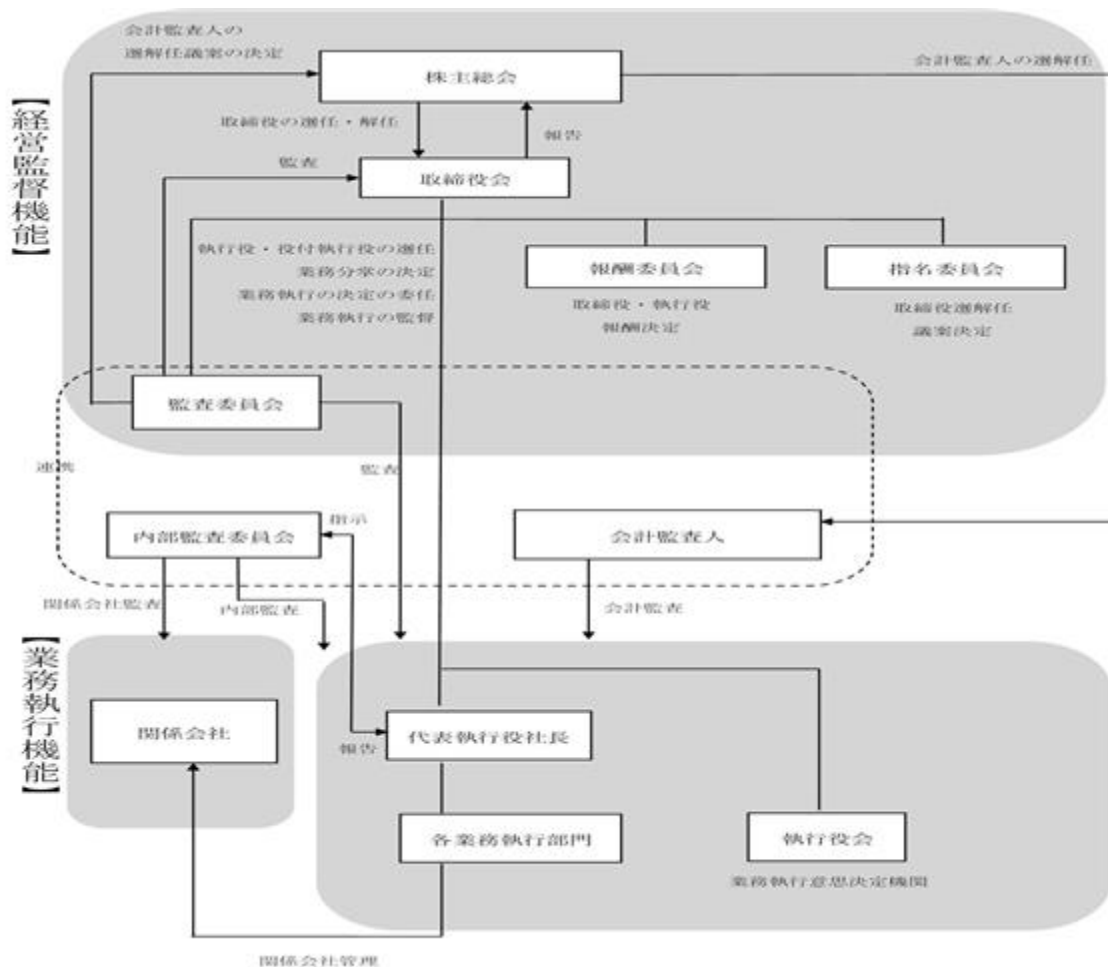 会計監査人の
選解任議案の決定
株主総会
会計監査人の選解任
【経営監督機能】
取締役の選任・解任
報告
監査
取締役会
執行役・役付執行役の選任
業務分掌の決定
業務執行の決定の委任
業務執行の監督
報酬委員会
取締役・執行役
報酬決定
指名委員会
取締役選解任
議案決定
監査委員会
連携
監査
内部監査委員会
指示
会計監査人
関係会社監査
内部監査
会計監査
【業務執行機能】
関係会社
代表執行役社長
報告
各業務執行部門
執行役会
業務執行意思決定機関
関係会社管理